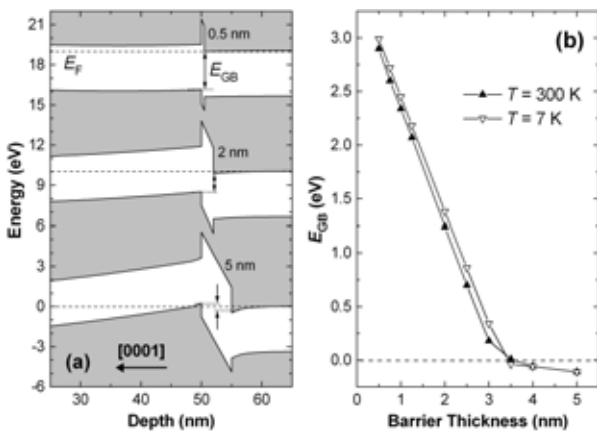 21
18
15
12
9
6
3
0
-3
-6
Energy (eV)
0.5 nm
E_F
E_GB
2 nm
5 nm
(a)
[0001]
30 40 50 60
Depth (nm)
3.0
2.5
2.0
1.5
1.0
0.5
0.0
E_GB (eV)
(b)
T = 300 K
T = 7 K
0 1 2 3 4 5
Barrier Thickness (nm)